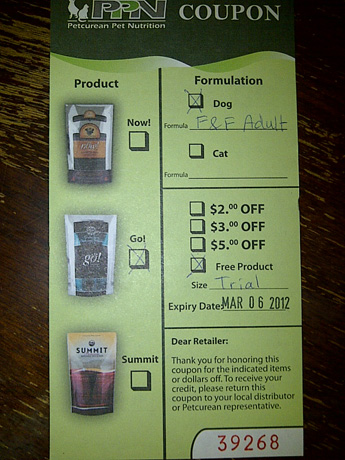 PPN COUPON
Petcurean Pet Nutrition
Product
Now!
Go!
go!
Summit
SUMMIT
Formulation
Dog
Formula F&F Adult
Cat
Formula
$2.00 OFF
$3.00 OFF
$5.00 OFF
Free Product
Size Trial
Expiry Date: MAR 06 2012
Dear Retailer:
Thank you for honoring this
coupon for the indicated items
or dollars off. To receive your
credit, please return this
coupon to your local distributor
or Petcurean representative.
39268